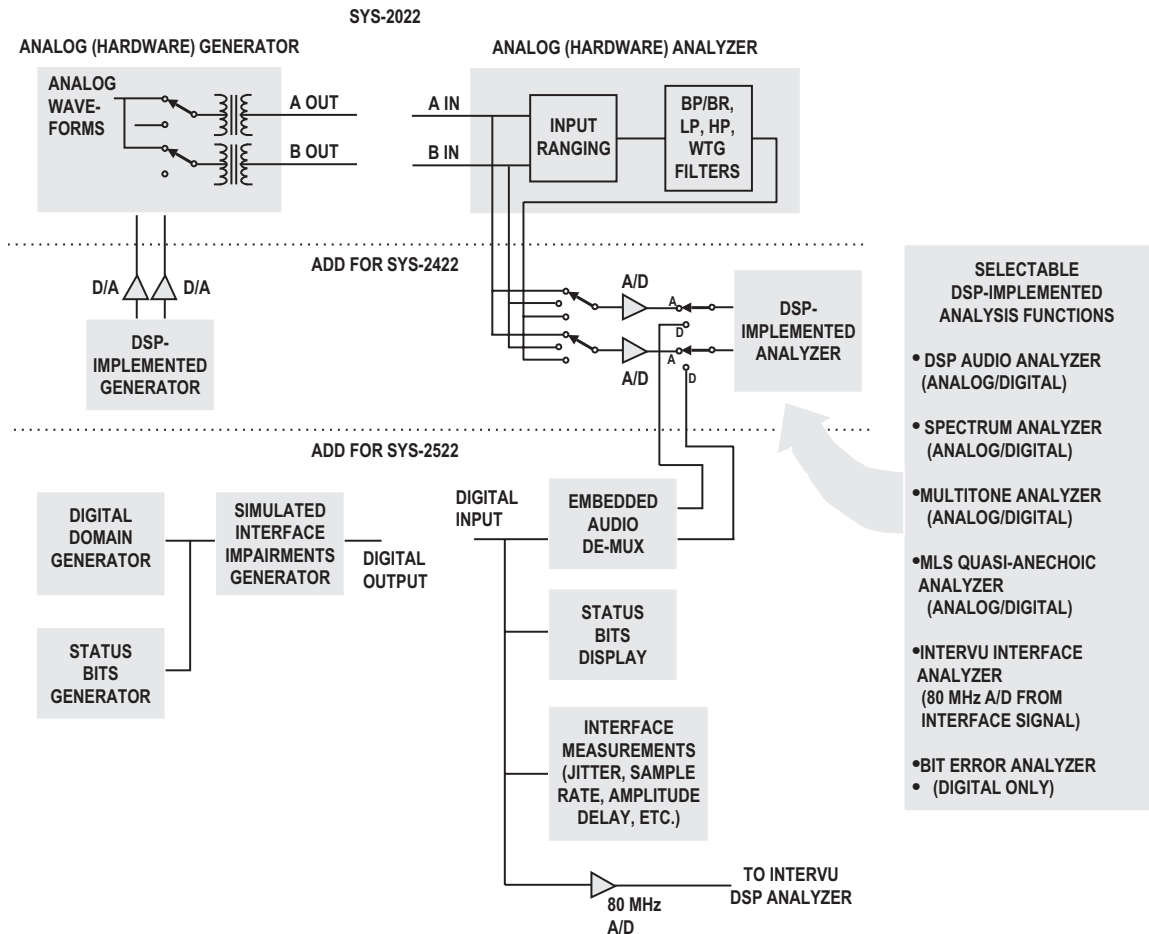 SYS-2022
ANALOG (HARDWARE) GENERATOR
ANALOG (HARDWARE) ANALYZER
ANALOG
WAVE-
FORMS
A OUT
B OUT
A IN
B IN
INPUT
RANGING
BP/BR,
LP, HP,
WTG
FILTERS
ADD FOR SYS-2422
D/A
D/A
DSP-
IMPLEMENTED
GENERATOR
A/D
A
D
A/D
A
D
DSP-
IMPLEMENTED
ANALYZER
SELECTABLE
DSP-IMPLEMENTED
ANALYSIS FUNCTIONS
• DSP AUDIO ANALYZER
(ANALOG/DIGITAL)
• SPECTRUM ANALYZER
(ANALOG/DIGITAL)
•MULTITONE ANALYZER
(ANALOG/DIGITAL)
•MLS QUASI-ANECHOIC
ANALYZER
(ANALOG/DIGITAL)
•INTERVU INTERFACE
ANALYZER
(80 MHz A/D FROM
INTERFACE SIGNAL)
•BIT ERROR ANALYZER
• (DIGITAL ONLY)
ADD FOR SYS-2522
DIGITAL
DOMAIN
GENERATOR
SIMULATED
INTERFACE
IMPAIRMENTS
GENERATOR
DIGITAL
OUTPUT
STATUS
BITS
GENERATOR
DIGITAL
INPUT
EMBEDDED
AUDIO
DE-MUX
STATUS
BITS
DISPLAY
INTERFACE
MEASUREMENTS
(JITTER, SAMPLE
RATE, AMPLITUDE
DELAY, ETC.)
80 MHz
A/D
TO INTERVU
DSP ANALYZER